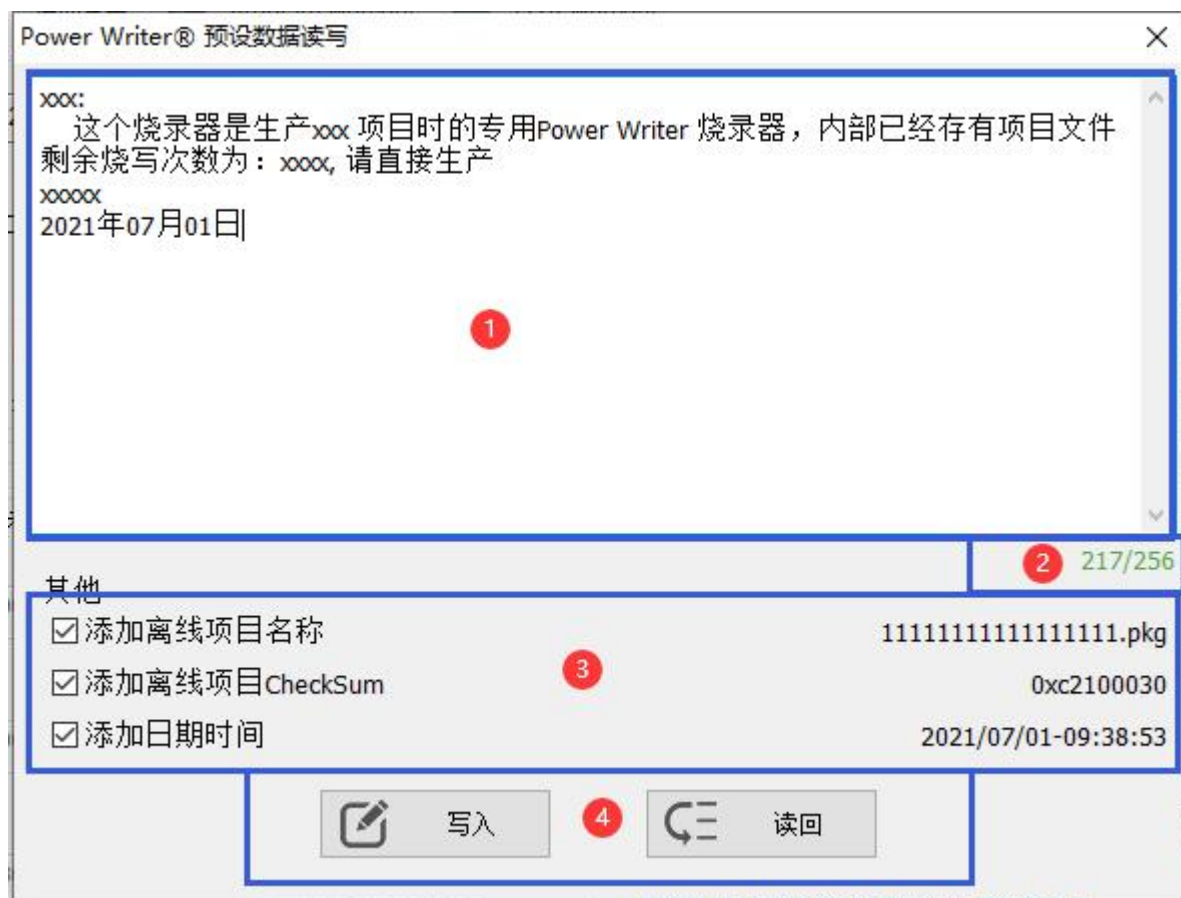 Power Writer® 预设数据读写
xxx:
这个烧录器是生产xxx 项目时的专用Power Writer 烧录器，内部已经存有项目文件
剩余烧写次数为：xxxx, 请直接生产
xxxxx
2021年07月01日
1
2 217/256
其他
添加离线项目名称 11111111111111111.pkg
添加离线项目CheckSum 3 0xc2100030
添加日期时间 2021/07/01-09:38:53
写入 4 读回